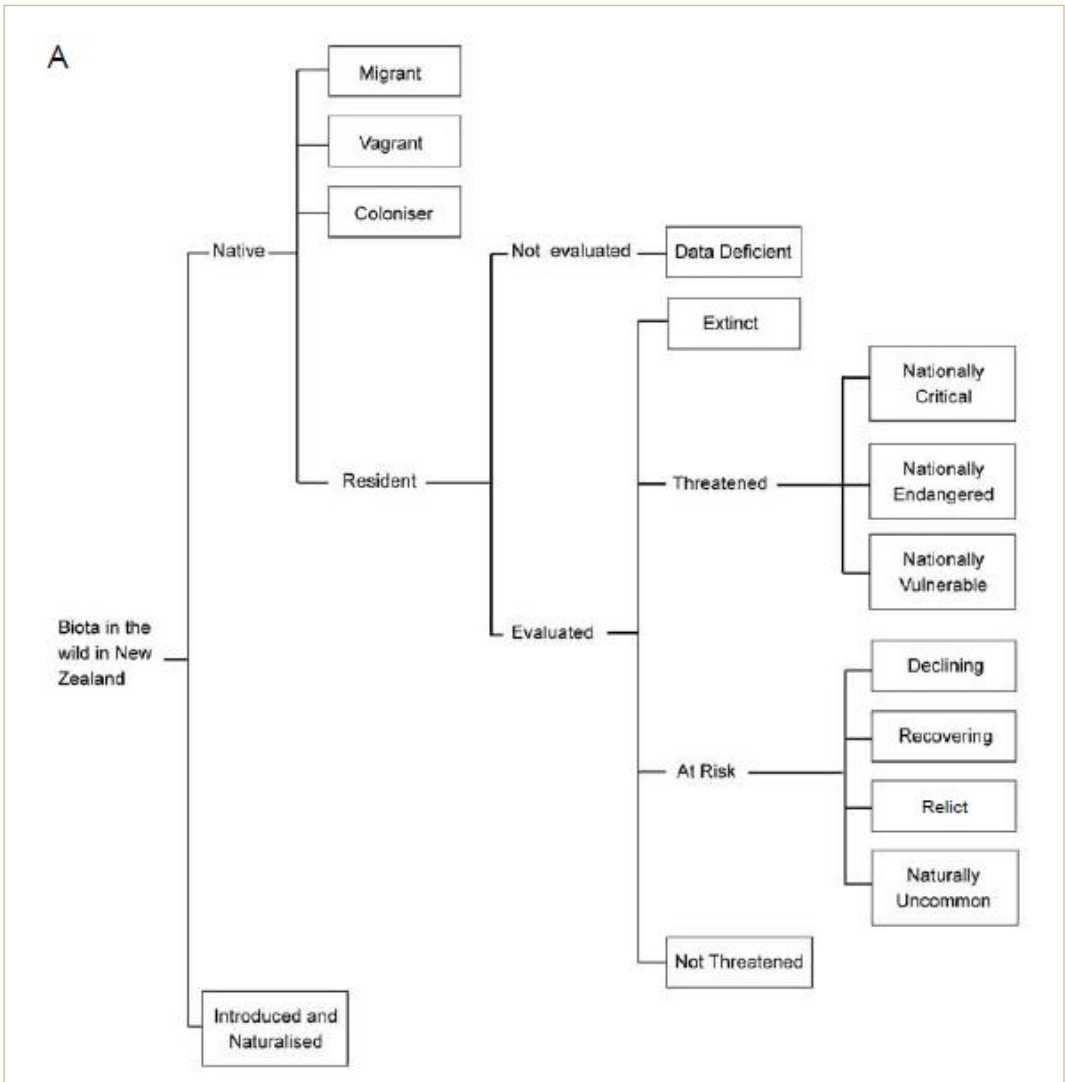 A
Migrant
Vagrant
Coloniser
Native
Not evaluated
Data Deficient
Extinct
Nationally
Critical
Resident
Threatened
Nationally
Endangered
Nationally
Vulnerable
Biota in the
wild in New
Zealand
Evaluated
Declining
Recovering
At Risk
Relict
Naturally
Uncommon
Not Threatened
Introduced and
Naturalised